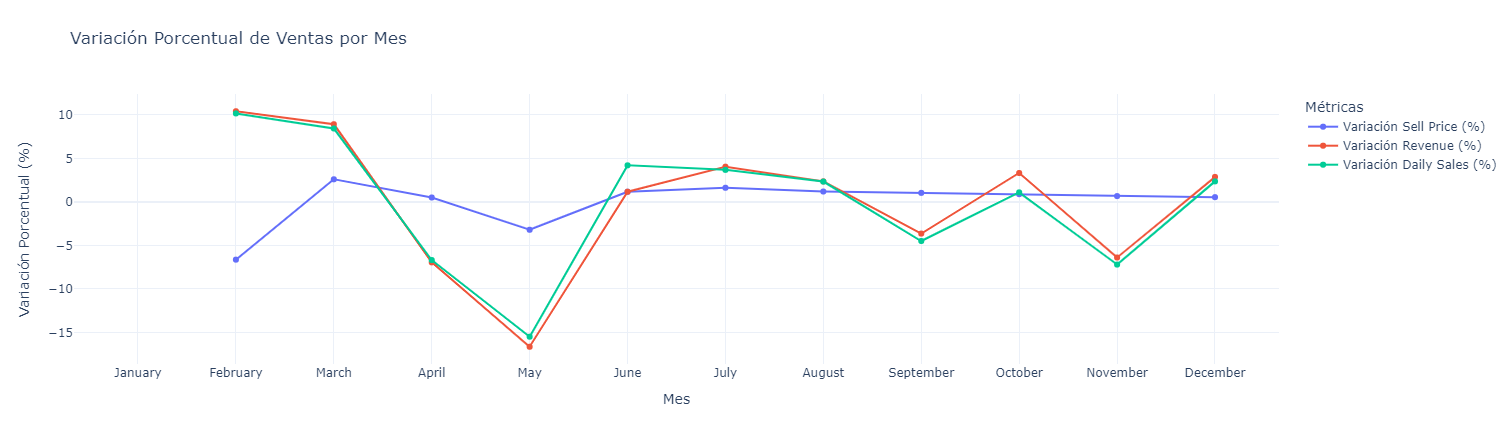 Variación Porcentual de Ventas por Mes
Variación Porcentual (%)
10
5
0
−5
−10
−15
January
February
March
April
May
June
July
August
September
October
November
December
Mes
Métricas
Variación Sell Price (%)
Variación Revenue (%)
Variación Daily Sales (%)